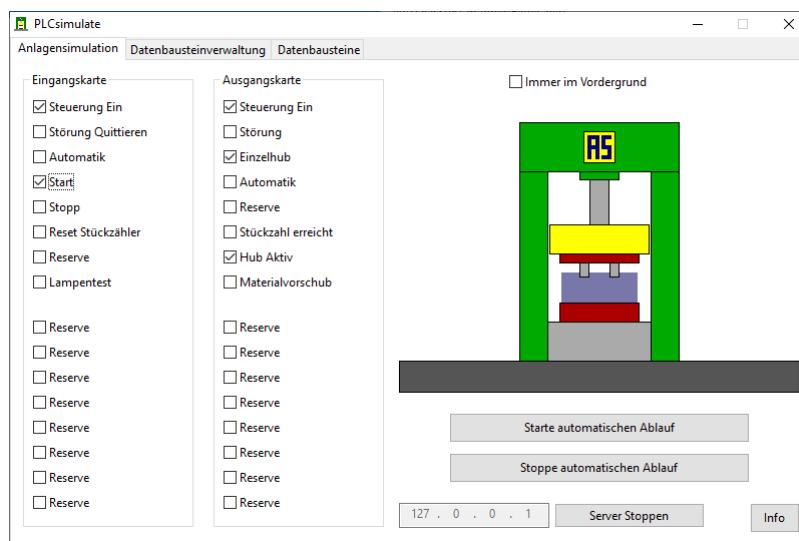 PLCsimulate
Anlagensimulation Datenbausteinverwaltung Datenbausteine
Eingangskarte
Steuerung Ein
Störung Quittieren
Automatik
Start
Stopp
Reset Stückzähler
Reserve
Lampentest
Reserve
Reserve
Reserve
Reserve
Reserve
Reserve
Reserve
Reserve
Ausgangskarte
Steuerung Ein
Störung
Einzelhub
Automatik
Reserve
Stückzahl erreicht
Hub Aktiv
Materialvorschub
Reserve
Reserve
Reserve
Reserve
Reserve
Reserve
Reserve
Reserve
Immer im Vordergrund
AS
Starte automatischen Ablauf
Stoppe automatischen Ablauf
127 . 0 . 0 . 1 Server Stoppen Info